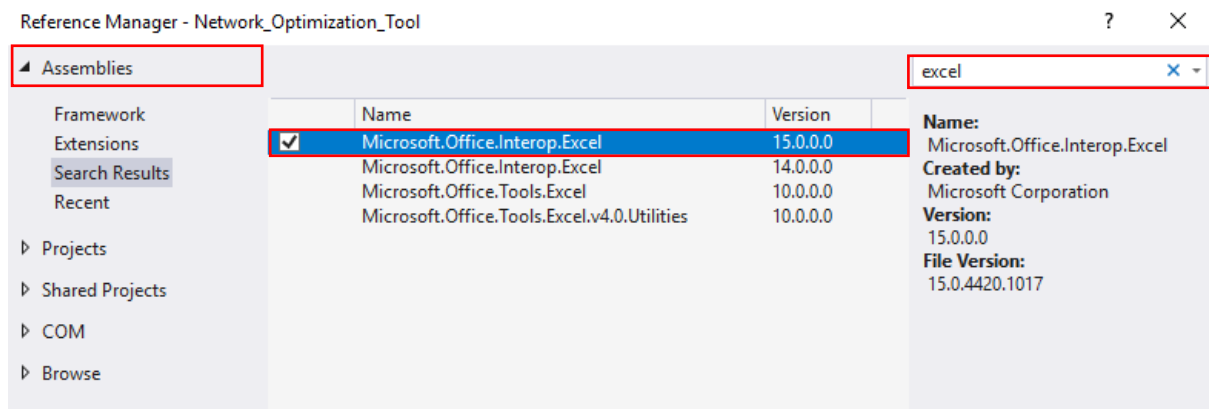 Reference Manager - Network_Optimization_Tool
?
Assemblies
excel
Framework
Extensions
Search Results
Recent
Projects
Shared Projects
COM
Browse
Name Version
Microsoft.Office.Interop.Excel 15.0.0.0
Microsoft.Office.Interop.Excel 14.0.0.0
Microsoft.Office.Tools.Excel 10.0.0.0
Microsoft.Office.Tools.Excel.v4.0.Utilities 10.0.0.0
Name:
Microsoft.Office.Interop.Excel
Created by:
Microsoft Corporation
Version:
15.0.0.0
File Version:
15.0.4420.1017